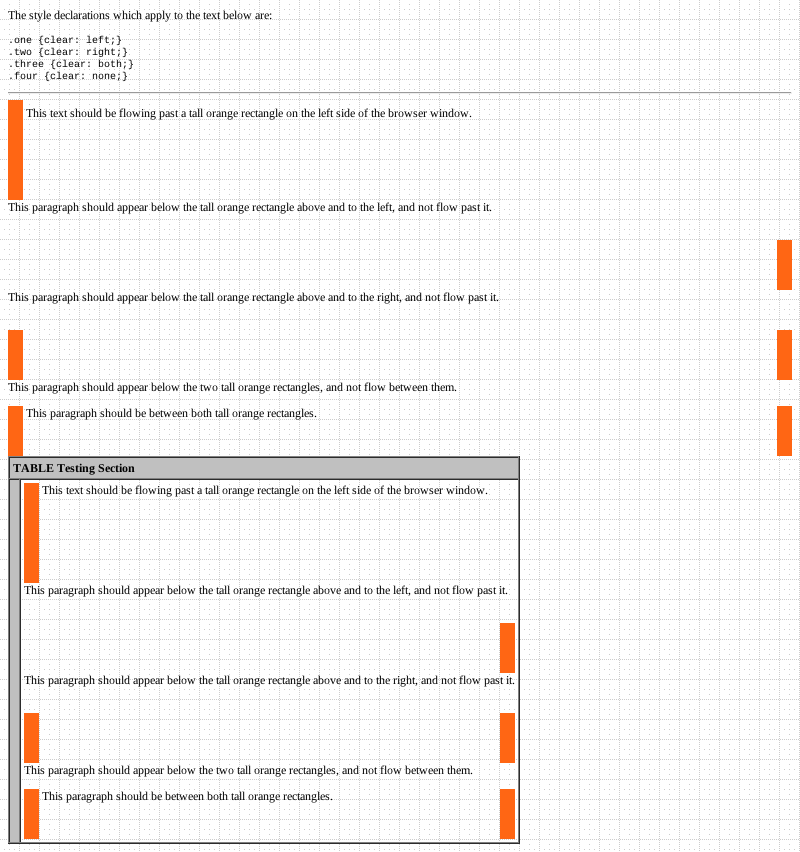 The style declarations which apply to the text below are:
.one {clear: left;}
.two {clear: right;}
.three {clear: both;}
.four {clear: none;}
This text should be flowing past a tall orange rectangle on the left side of the browser window.
This paragraph should appear below the tall orange rectangle above and to the left, and not flow past it.
This paragraph should appear below the tall orange rectangle above and to the right, and not flow past it.
This paragraph should appear below the two tall orange rectangles, and not flow between them.
This paragraph should be between both tall orange rectangles.
TABLE Testing Section
This text should be flowing past a tall orange rectangle on the left side of the browser window.
This paragraph should appear below the tall orange rectangle above and to the left, and not flow past it.
This paragraph should appear below the tall orange rectangle above and to the right, and not flow past it.
This paragraph should appear below the two tall orange rectangles, and not flow between them.
This paragraph should be between both tall orange rectangles.